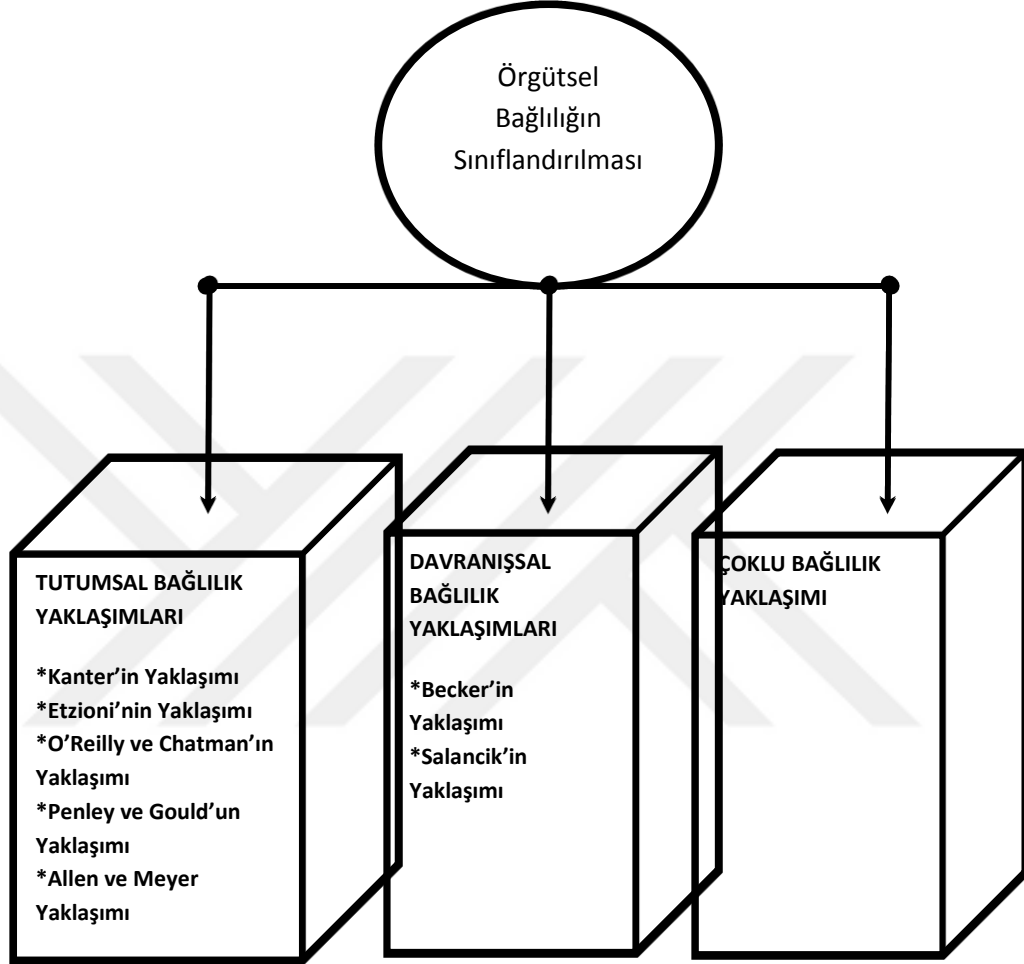 Örgütsel
Bağlılığın
Sınıflandırılması
TUTUMSAL BAĞLILIK
YAKLAŞIMLARI
*Kanter’in Yaklaşımı
*Etzioni’nin Yaklaşımı
*O’Reilly ve Chatman’ın
Yaklaşımı
*Penley ve Gould’un
Yaklaşımı
*Allen ve Meyer
Yaklaşımı
DAVRANIŞSAL
BAĞLILIK
YAKLAŞIMLARI
*Becker’in
Yaklaşımı
*Salancik’in
Yaklaşımı
ÇOKLU BAĞLILIK
YAKLAŞIMI